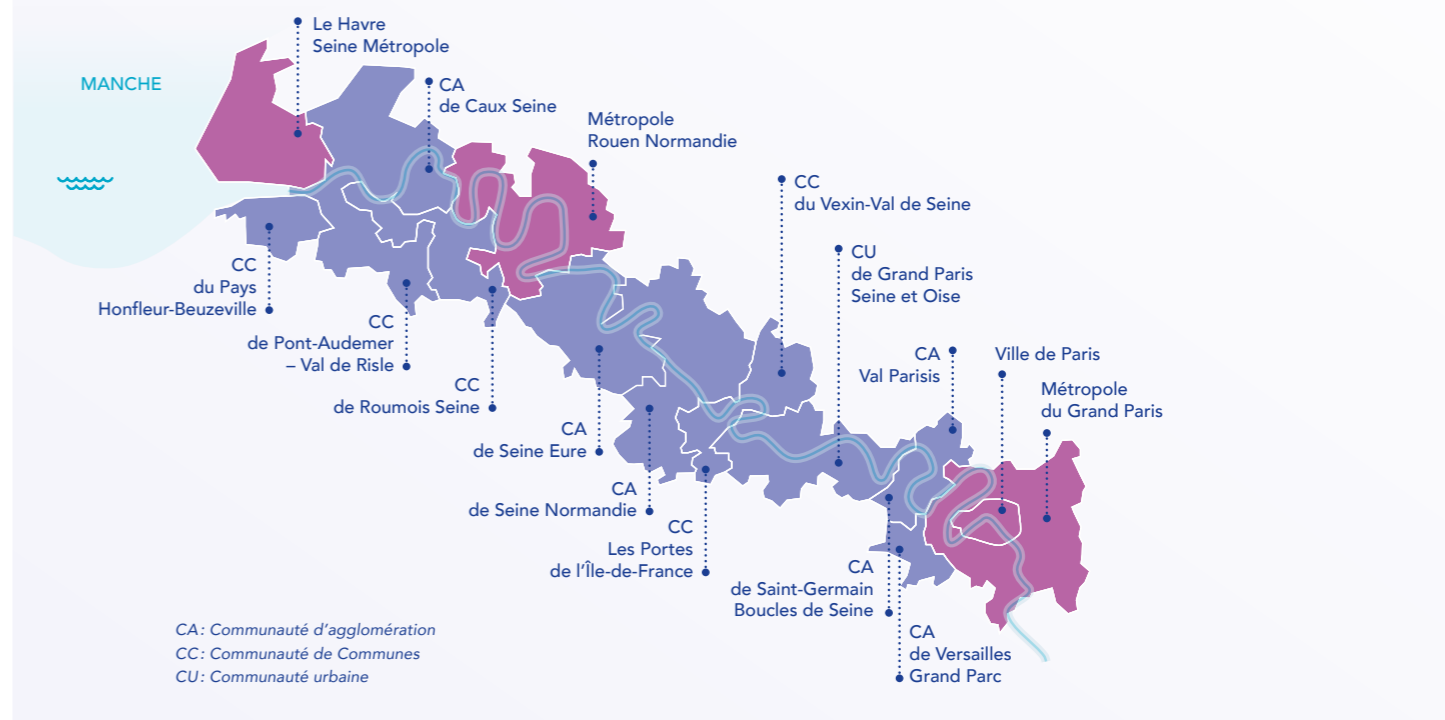 Le Havre
Seine Métropole
MANCHE
CA
de Caux Seine
Métropole
Rouen Normandie
CC
du Vexin-Val de Seine
CU
de Grand Paris
Seine et Oise
CC
du Pays
Honfleur-Beuzeville
CC
de Pont-Audemer
– Val de Risle
CA
Val Parisis
Ville de Paris
Métropole
du Grand Paris
CC
de Roumois Seine
CA
de Seine Eure
CA
de Seine Normandie
CC
Les Portes
de l’Île-de-France
CA
de Saint-Germain
Boucles de Seine
CA
de Versailles
Grand Parc
CA : Communauté d’agglomération
CC : Communauté de Communes
CU : Communauté urbaine